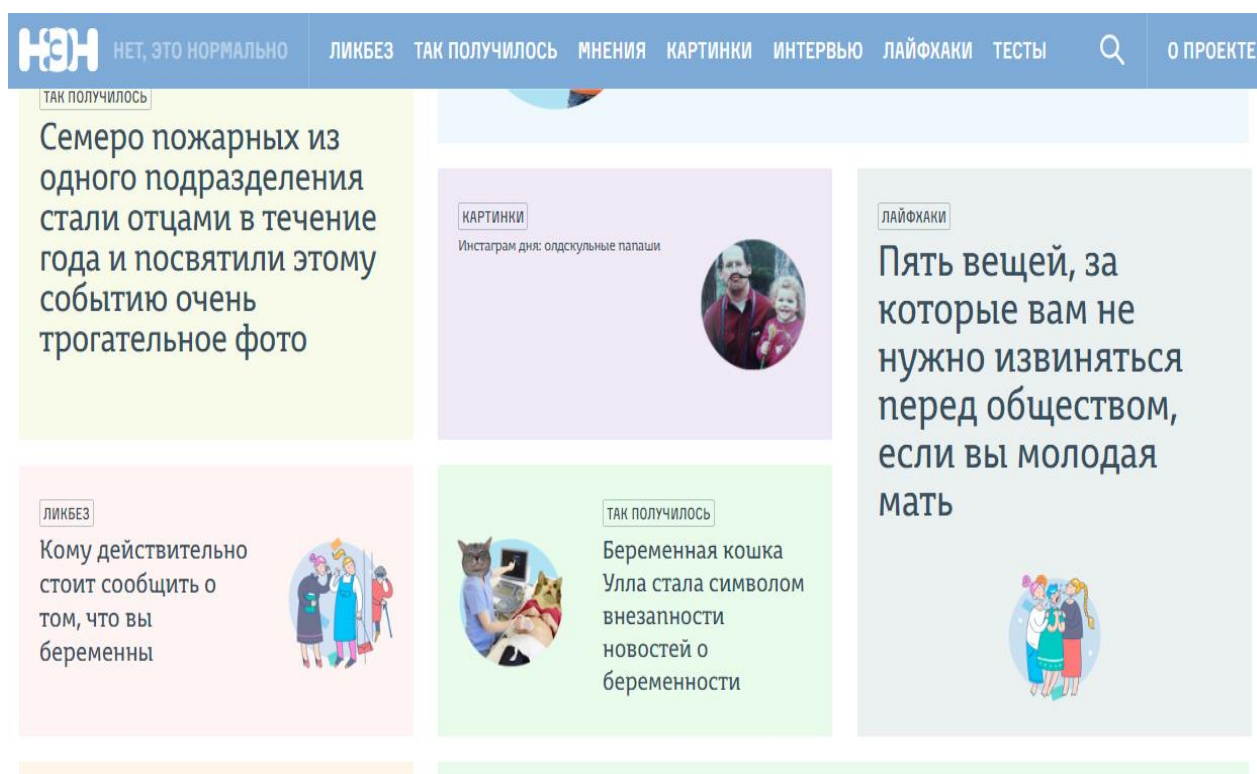 НЭН НЕТ, ЭТО НОРМАЛЬНО ЛИКБЕЗ ТАК ПОЛУЧИЛОСЬ МНЕНИЯ КАРТИНКИ ИНТЕРВЬЮ ЛАЙФХАКИ ТЕСТЫ О ПРОЕКТЕ
ТАК ПОЛУЧИЛОСЬ
Семеро пожарных из
одного подразделения
стали отцами в течение
года и посвятили этому
событию очень
трогательное фото
КАРТИНКИ
Инстаграм дня: олдскульные папаши
ЛАЙФХАКИ
Пять вещей, за
которые вам не
нужно извиняться
перед обществом,
если вы молодая
мать
ЛИКБЕЗ
Кому действительно
стоит сообщить о
том, что вы
беременны
ТАК ПОЛУЧИЛОСЬ
Беременная кошка
Улла стала символом
внезапности
новостей о
беременности